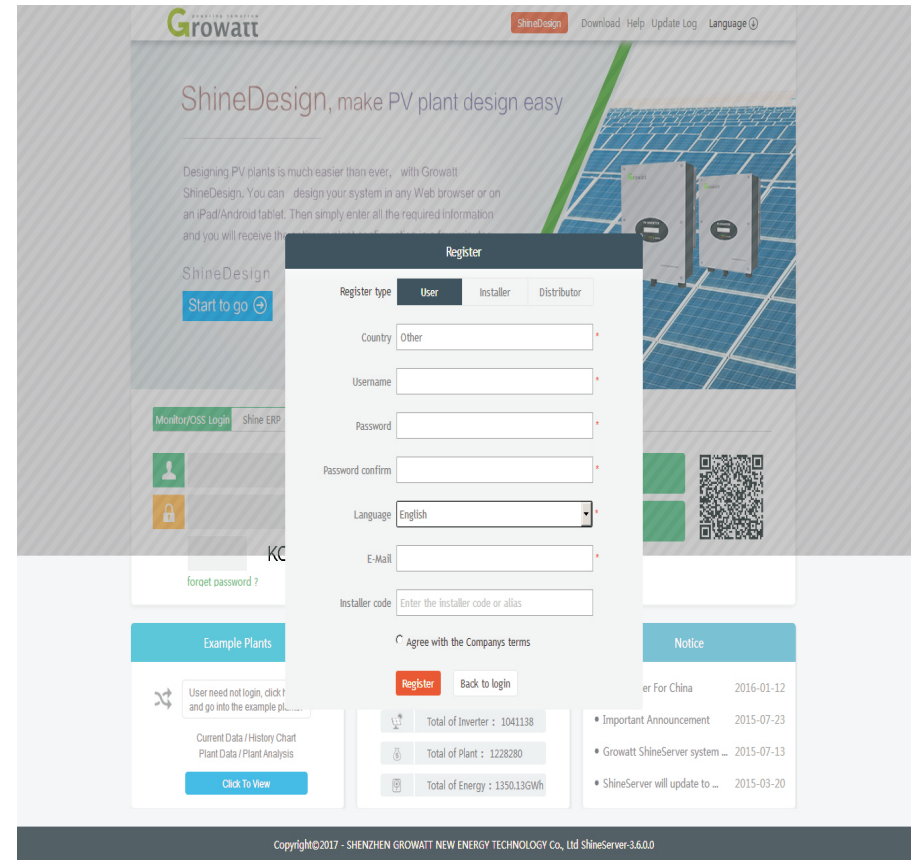 powering tomorrow
Growatt
ShineDesign
Download Help Update Log Language
ShineDesign, make PV plant design easy
Designing PV plants is much easier than ever, with Growatt
ShineDesign. You can design your system in any Web browser or on
an iPad/Android tablet. Then simply enter all the required information
and you will receive the
ShineDesign
Start to go
Register
Register type User Installer Distributor
Country Other *
Username *
Password *
Password confirm *
Language English *
E-Mail *
Installer code Enter the installer code or alias
Agree with the Companys terms
Register Back to login
Monitor/OSS Login Shine ERP
KC
forget password ?
Example Plants
User need not login, click
and go into the example
Current Data / History Chart
Plant Data / Plant Analysis
Click To View
Total of Inverter : 1041138
Total of Plant : 1228280
Total of Energy : 1350.13GWh
Notice
er For China 2016-01-12
• Important Announcement 2015-07-23
• Growatt ShineServer system ... 2015-07-13
• ShineServer will update to ... 2015-03-20
Copyright©2017 - SHENZHEN GROWATT NEW ENERGY TECHNOLOGY Co., Ltd ShineServer-3.6.0.0